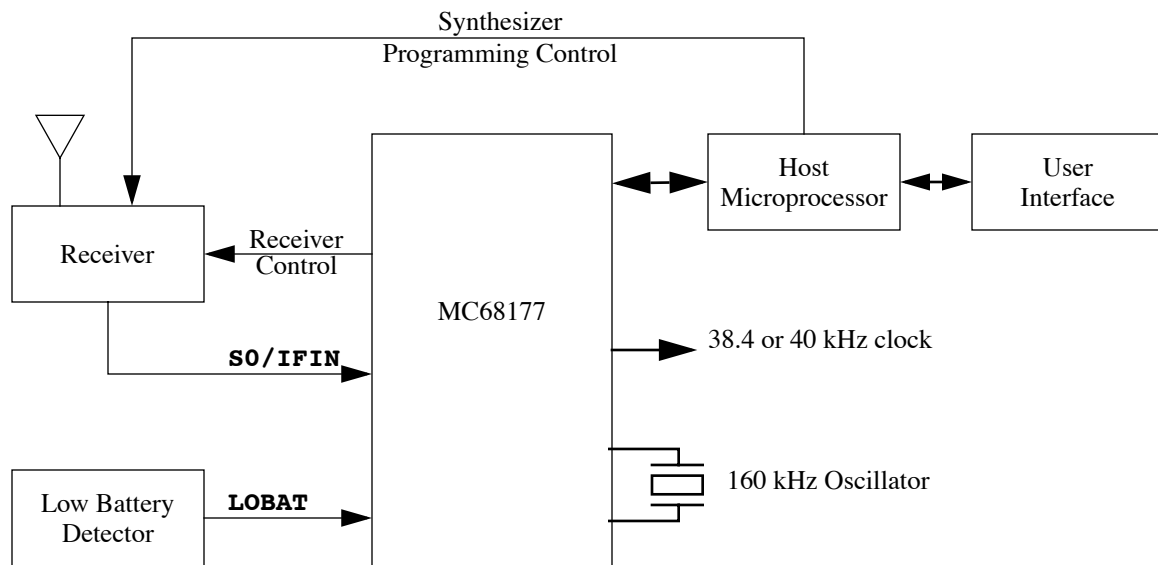 Synthesizer
Programming Control
Host
Microprocessor
User
Interface
Receiver
Receiver
Control
MC68177
38.4 or 40 kHz clock
S0/IFIN
160 kHz Oscillator
Low Battery
Detector
LOBAT